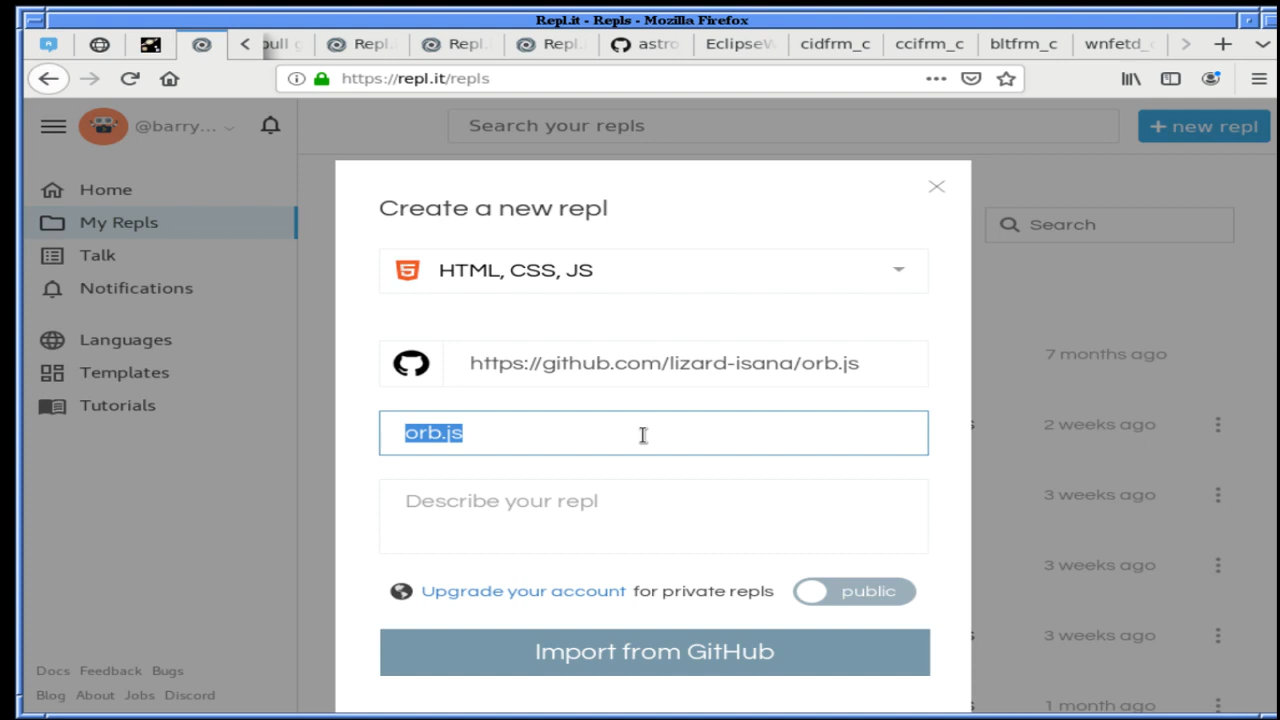 Repl.it - Repls - Mozilla Firefox
pull Repl. Repl. Repl. astro EclipseW cidfrm_c ccifrm_c bltfrm_c wnfetd_c
https://repl.it/repls
@barry...
Search your repls
+ new repl
Home
My Repls
Talk
Notifications
Languages
Templates
Tutorials
Docs Feedback Bugs
Blog About Jobs Discord
Create a new repl
HTML, CSS, JS
https://github.com/lizard-isana/orb.js
orb.js
Describe your repl
Upgrade your account for private repls public
Import from GitHub
Search
7 months ago
2 weeks ago
3 weeks ago
3 weeks ago
3 weeks ago
1 month ago